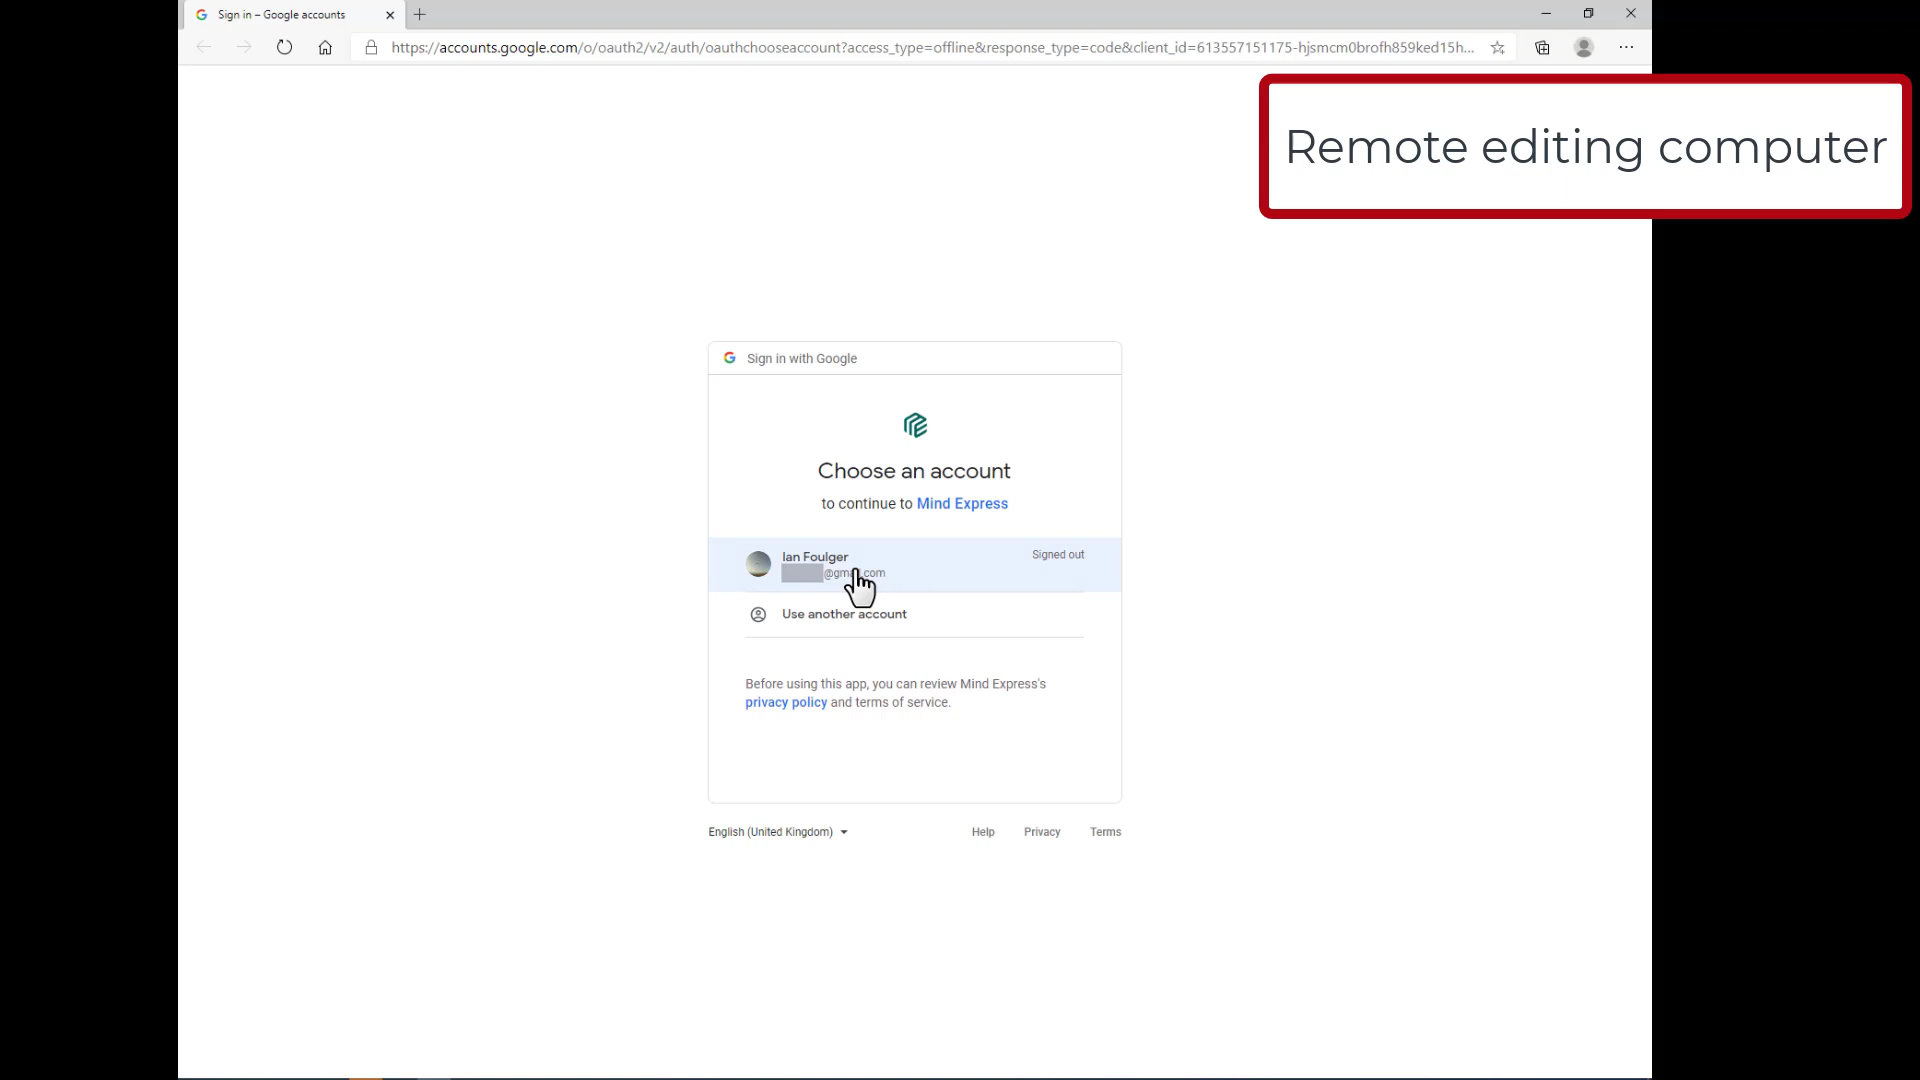 Sign in – Google accounts
https://accounts.google.com/o/oauth2/v2/auth/oauthchooseaccount?access_type=offline&response_type=code&client_id=613557151175-hjsmcm0brofh859ked15h...
Remote editing computer
Sign in with Google
Choose an account
to continue to Mind Express
Ian Foulger
Signed out
@gmail.com
Use another account
Before using this app, you can review Mind Express's
privacy policy and terms of service.
English (United Kingdom)
Help Privacy Terms